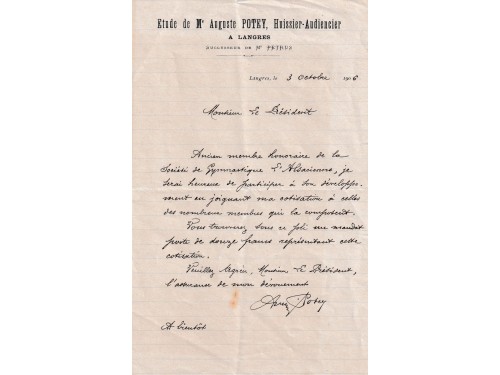 Etude de Me Auguste POTEY, Huissier-Audiencier
A LANGRES
SUCCESSEUR DE Me
Langres, le 3 Octobre 1906
Monsieur Le Président
Ancien membre honoraire de la
Société de Gymnastique l'Alsacienne, je
serai heureux de participer à son développe-
ment en joignant ma cotisation à celles
des nombreux membres qui la composent.
Vous trouverez sous ce pli un mandat
poste de douze francs représentant cette
cotisation.
Veuillez agréer, Monsieur Le Président,
l'assurance de mon dévouement
Potey
A bientôt